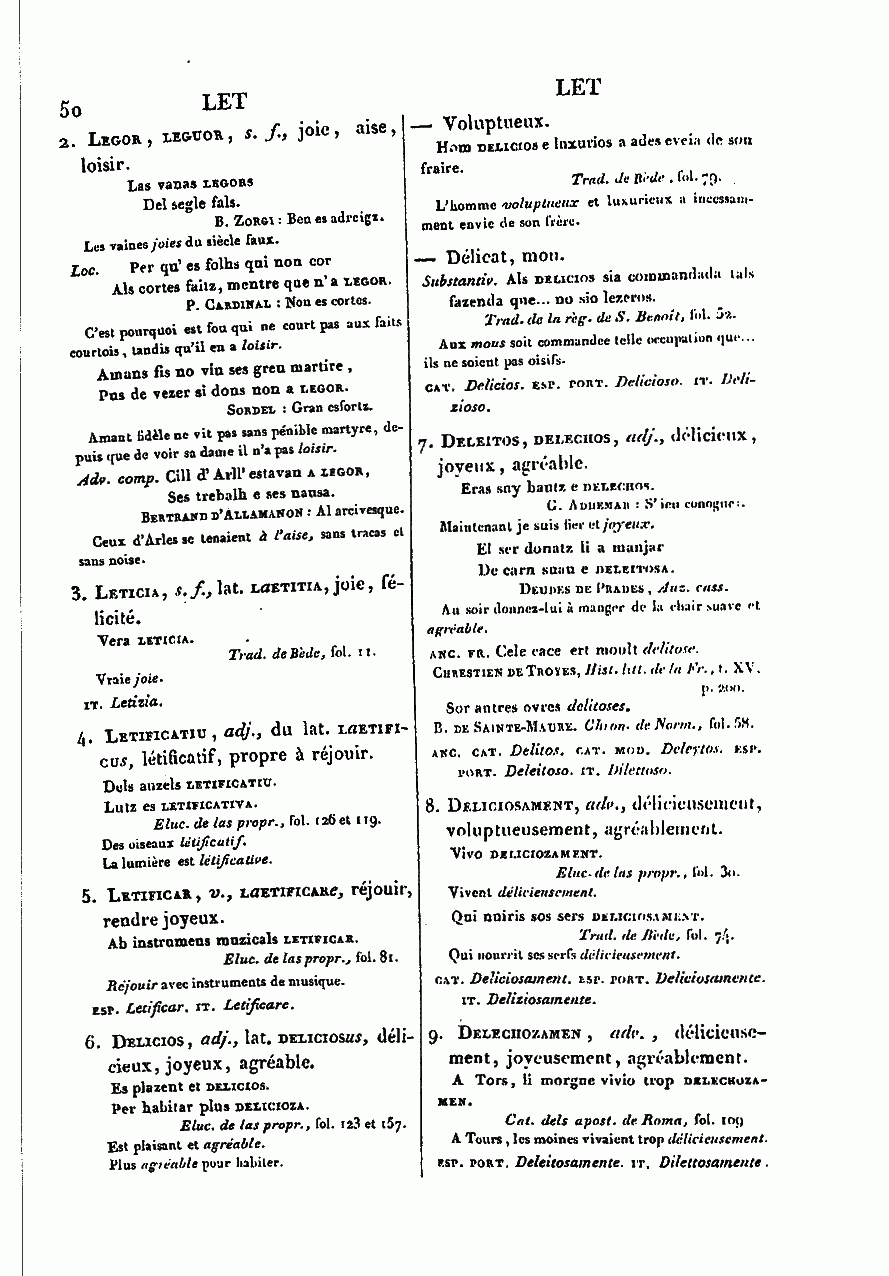 50 LET LET
2. LEGOR, LEGUOR, s. f., joie, aise,
loisir.
Las vanas LEGORS
Del segle fals.
B. ZORGI : Ben es adreigz.
Les vaines joies du siècle faux.
Loc. Per qu' es folhs qui non cor
Als cortes faitz, mentre que n' a LEGOR.
P. CARDINAL : Non es cortes.
C'est pourquoi est fou qui ne court pas aux faits
courtois, tandis qu'il en a loisir.
Amans fis no viu ses greu martire,
Pus de vezer si dons non a LEGOR.
SORDEL : Gran esfortz.
Amant fidèle ne vit pas sans pénible martyre, de-
puis que de voir sa dame il n'a pas loisir.
Adv. comp. Cill d' Arll' estavan A LEGOR,
Ses trebalh e ses nausa.
BERTRAND D'ALLAMANON : Al arcivesque.
Ceux d'Arles se tenaient à l'aise, sans tracas et
sans noise.
3. LETICIA, s. f., lat. LAETITIA, joie, fé-
licité.
Vera LETICIA.
Trad. de Bède, fol. 11.
Vraie joie.
IT. Letizia.
4. LETIFICATIU, adj., du lat. LAETIFI-
cus, létificatif, propre à réjouir.
Dels auzels LETIFICATIU.
Lutz es LETIFICATIVA.
Eluc. de las propr., fol. 126 et 119.
Des oiseaux létificatif.
La lumière est létificative.
5. LETIFICAR, v., LAETIFICARE, réjouir,
rendre joyeux.
Ab instrumens muzicals LETIFICAR.
Eluc. de las propr., fol. 81.
Réjouir avec instruments de musique.
ESP. Letificar. IT. Letificare.
6. DELICIOS, adj., lat. DELICIOSUS, déli-
cieux, joyeux, agréable.
Es plazent et DELICIOS.
Per habitar plus DELICIOZA.
Eluc. de las propr., fol. 123 et 157.
Est plaisant et agréable.
Plus agréable pour habiter.
— Voluptueux.
Hom DELICIOS e luxurios a ades eveia de son
fraire.
Trad. de Bède, fol. 79.
L'homme voluptueux et luxurieux a incessam-
ment envie de son frère.
— Délicat, mou.
Substantiv. Als DELICIOS sia commandada tals
fazenda que... no sio lezeros.
Trad. de la règ. de S. Benoît, fol. 52.
Aux mous soit commandée telle occupation que...
ils ne soient pas oisifs.
CAT. Delicios. ESP. PORT. Delicioso. IT. Deli-
zioso.
7. DELEITOS, DELECHOS, adj., délicieux,
joyeux, agréable.
Eras suy bautz e DELECHOS.
G. ADHEMAR : S' ieu conogues.
Maintenant je suis fier et joyeux.
El ser donatz li a manjar
De carn suau e DELEITOSA.
DEUDES DE PRADES, Auz. cass.
Au soir donnez-lui à manger de la chair suave et
agréable.
ANC. FR. Cele eace ert moult delitose.
CHRESTIEN DE TROYES, Hist. litt. de la Fr., t. XV.
p. 200.
Sor antres ovres delitoses.
B. DE SAINTE-MAURE. Chron. de Norm., fol. 58.
ANC. CAT. Delitos. CAT. MOD. Deleytos. ESP.
PORT. Deleitoso. IT. Dilettoso.
8. DELICIOSAMENT, adv., délicieusement,
voluptueusement, agréablement.
Vivo DELICIOZAMENT.
Eluc. de las propr., fol. 30.
Vivent délicieusement.
Qui nuiris sos sers DELICIOSAMENT.
Trad. de Bède, fol. 74.
Qui nourrit ses serfs délicieusement.
CAT. Deliciosament. ESP. PORT. Deliciosamente.
IT. Deliziosamente.
9. DELECHOZAMEN, adv., délicieuse-
ment, joyeusement, agréablement.
A Tors, li morgue vivio trop DELECHOZA-
MEN.
Cat. dels apost. de Roma, fol. 109
A Tours, les moines vivaient trop délicieusement.
ESP. PORT. Deleitosamente. IT. Dilettosamente.